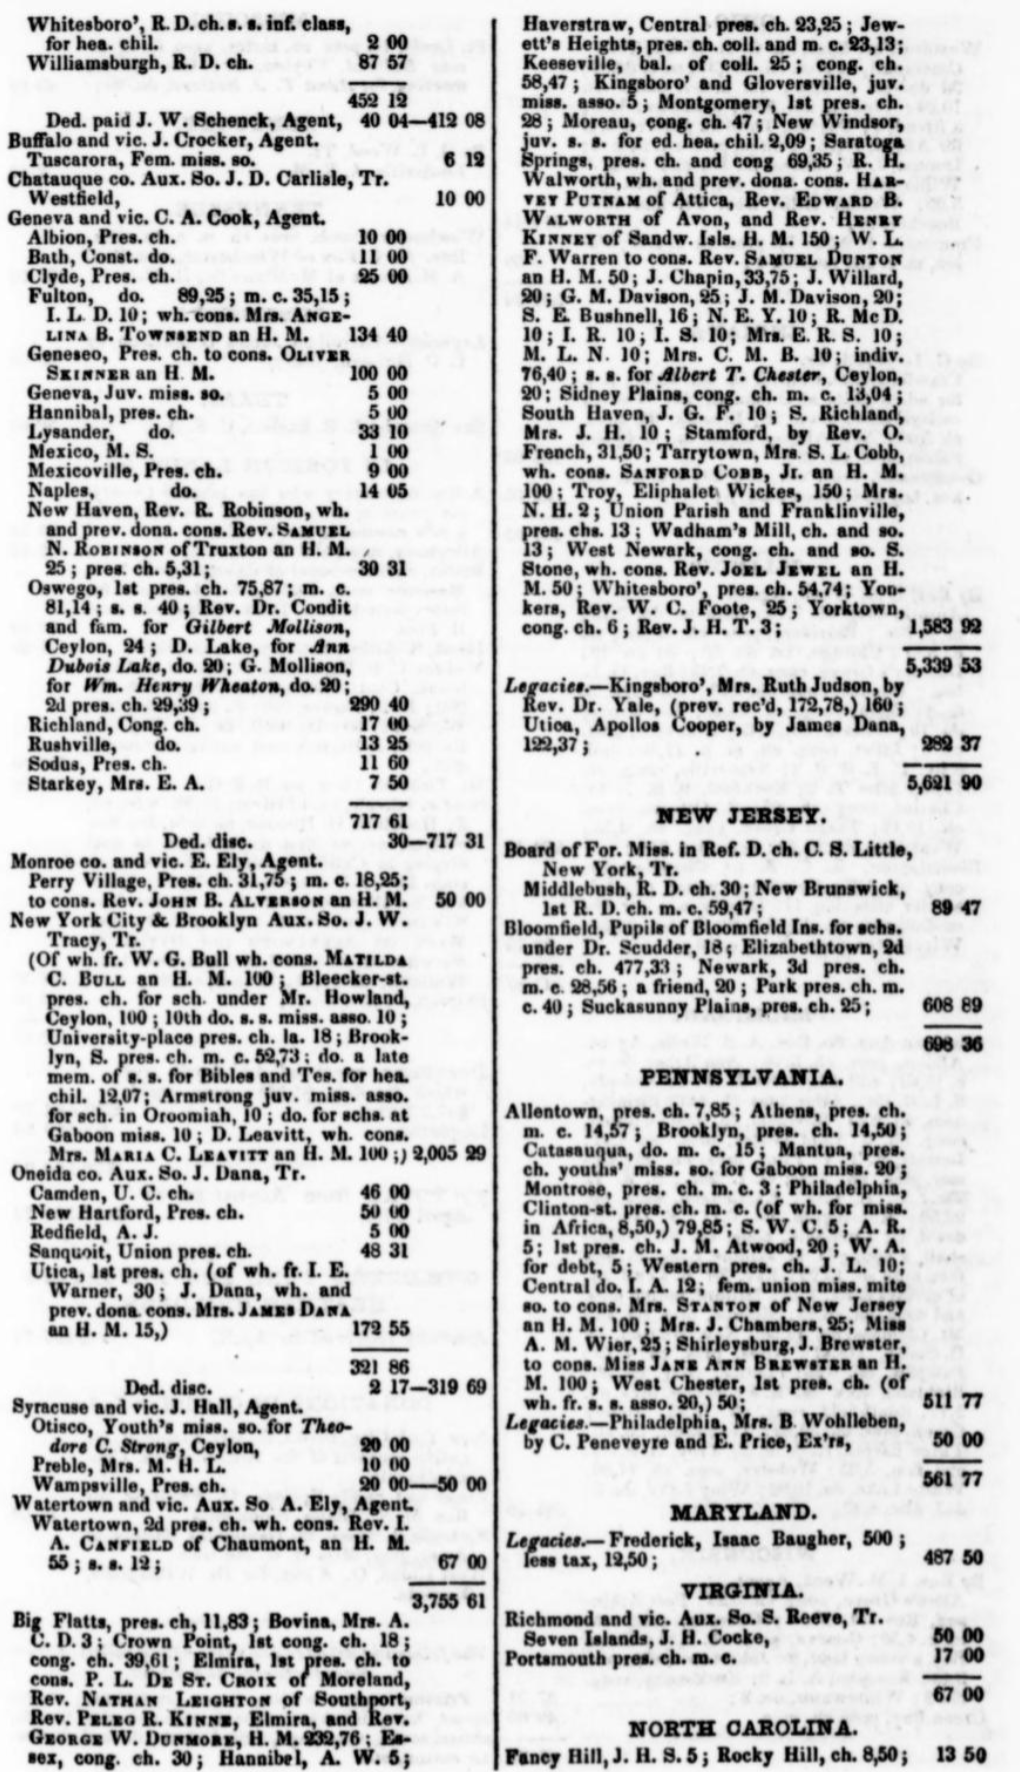 Whitesboro', R. D. ch. s. s. inf. class,
for hea. chil. 2 00
Williamsburgh, R. D. ch. 87 57
452 12
Ded. paid J. W. Schenck, Agent, 40 04—412 08
Buffalo and vic. J. Crocker, Agent.
Tuscarora, Fem. miss. so. 6 12
Chatauque co. Aux. So. J. D. Carlisle, Tr.
Westfield, 10 00
Geneva and vic. C. A. Cook, Agent.
Albion, Pres. ch. 10 00
Bath, Const. do. 11 00
Clyde, Pres. ch. 25 00
Fulton, do. 89,25; m. c. 35,15;
I. L. D. 10; wh. cons. Mrs. ANGE-
LINA B. TOWNSEND an H. M. 134 40
Geneseo, Pres. ch. to cons. OLIVER
SKINNER an H. M. 100 00
Geneva, Juv. miss. so. 5 00
Hannibal, pres. ch. 5 00
Lysander, do. 33 10
Mexico, M. S. 1 00
Mexicoville, Pres. ch. 9 00
Naples, do. 14 05
New Haven, Rev. R. Robinson, wh.
and prev. dona. cons. Rev. SAMUEL
N. ROBINSON of Truxton an H. M.
25; pres. ch. 5,31; 30 31
Oswego, 1st pres. ch. 75,87; m. c.
81,14; s. s. 40; Rev. Dr. Condit
and fam. for Gilbert Mollison,
Ceylon, 24; D. Lake, for Ann
Dubois Lake, do. 20; G. Mollison,
for Wm. Henry Wheaton, do. 20;
2d pres. ch. 29,39; 290 40
Richland, Cong. ch. 17 00
Rushville, do. 13 25
Sodus, Pres. ch. 11 60
Starkey, Mrs. E. A. 7 50
717 61
Ded. disc. 30—717 31
Monroe co. and vic. E. Ely, Agent.
Perry Village, Pres. ch. 31,75; m. c. 18,25;
to cons. Rev. JOHN B. ALVERSON an H. M. 50 00
New York City & Brooklyn Aux. So. J. W.
Tracy, Tr.
(Of wh. fr. W. G. Bull wh. cons. MATILDA
C. BULL an H. M. 100; Bleecker-st.
pres. ch. for sch. under Mr. Howland,
Ceylon, 100; 10th do. s. s. miss. asso. 10;
University-place pres. ch. la. 18; Brook-
lyn, S. pres. ch. m. c. 52,73; do. a late
mem. of s. s. for Bibles and Tes. for hea.
chil. 12,07; Armstrong juv. miss. asso.
for sch. in Oroomiah, 10; do. for schs. at
Gaboon miss. 10; D. Leavitt, wh. cons.
Mrs. MARIA C. LEAVITT an H. M. 100;) 2,005 29
Oneida co. Aux. So. J. Dana, Tr.
Camden, U. C. ch. 46 00
New Hartford, Pres. ch. 50 00
Redfield, A. J. 5 00
Sanquoit, Union pres. ch. 48 31
Utica, 1st pres. ch. (of wh. fr. I. E.
Warner, 30; J. Dana, wh. and
prev. dona. cons. Mrs. JAMES DANA
an H. M. 15,) 172 55
321 86
Ded. disc. 2 17—319 69
Syracuse and vic. J. Hall, Agent.
Otisco, Youth's miss. so. for Theo-
dore C. Strong, Ceylon, 20 00
Preble, Mrs. M. H. L. 10 00
Wampsville, Pres. ch. 20 00—50 00
Watertown and vic. Aux. So A. Ely, Agent.
Watertown, 2d pres. ch. wh. cons. Rev. I.
A. CANFIELD of Chaumont, an H. M.
55; s. s. 12; 67 00
3,755 61
Big Flatts, pres. ch, 11,83; Bovina, Mrs. A.
C. D. 3; Crown Point, 1st cong. ch. 18;
cong. ch. 39,61; Elmira, 1st pres. ch. to
cons. P. L. DE ST. CROIX of Moreland,
Rev. NATHAN LEIGHTON of Southport,
Rev. PELEG R. KINNE, Elmira, and Rev.
GEORGE W. DUNMORE, H. M. 232,76; Es-
sex, cong. ch. 30; Hannibel, A. W. 5;
Haverstraw, Central pres. ch. 23,25; Jew-
ett's Heights, pres. ch. coll. and m. c. 23,13;
Keeseville, bal. of coll. 25; cong. ch.
58,47; Kingsboro' and Gloversville, juv.
miss. asso. 5; Montgomery, 1st pres. ch.
28; Moreau, cong. ch. 47; New Windsor,
juv. s. s. for ed. hea. chil. 2,09; Saratoga
Springs, pres. ch. and cong 69,35; R. H.
Walworth, wh. and prev. dona. cons. HAR-
VEY PUTNAM of Attica, Rev. EDWARD B.
WALWORTH of Avon, and Rev. HENRY
KINNEY of Sandw. Isls. H. M. 150; W. L.
F. Warren to cons. Rev. SAMUEL DUNTON
an H. M. 50; J. Chapin, 33,75; J. Willard,
20; G. M. Davison, 25; J. M. Davison, 20;
S. E. Bushnell, 16; N. E. Y. 10; R. McD.
10; I. R. 10; I. S. 10; Mrs. E. R. S. 10;
M. L. N. 10; Mrs. C. M. B. 10; indiv.
76,40; s. s. for Albert T. Chester, Ceylon,
20; Sidney Plains, cong. ch. m. c. 13,04;
South Haven, J. G. F. 10; S. Richland,
Mrs. J. H. 10; Stamford, by Rev. O.
French, 31,50; Tarrytown, Mrs. S. L. Cobb,
wh. cons. SANFORD COBB, Jr. an H. M.
100; Troy, Eliphalet Wickes, 150; Mrs.
N. H. 2; Union Parish and Franklinville,
pres. chs. 13; Wadham's Mill, ch. and so.
13; West Newark, cong. ch. and so. S.
Stone, wh. cons. Rev. JOEL JEWEL an H.
M. 50; Whitesboro', pres. ch. 54,74; Yon-
kers, Rev. W. C. Foote, 25; Yorktown,
cong. ch. 6; Rev. J. H. T. 3; 1,583 92
5,339 53
Legacies.—Kingsboro', Mrs. Ruth Judson, by
Rev. Dr. Yale, (prev. rec'd, 172,78,) 160;
Utica, Apollos Cooper, by James Dana,
122,37; 282 37
5,621 90
NEW JERSEY.
Board of For. Miss. in Ref. D. ch. C. S. Little,
New York, Tr.
Middlebush, R. D. ch. 30; New Brunswick,
1st R. D. ch. m. c. 59,47; 89 47
Bloomfield, Pupils of Bloomfield Ins. for schs.
under Dr. Scudder, 18; Elizabethtown, 2d
pres. ch. 477,33; Newark, 3d pres. ch.
m. c. 28,56; a friend, 20; Park pres. ch. m.
c. 40; Suckasunny Plains, pres. ch. 25; 608 89
698 36
PENNSYLVANIA.
Allentown, pres. ch. 7,85; Athens, pres. ch.
m. c. 14,57; Brooklyn, pres. ch. 14,50;
Catasauqua, do. m. c. 15; Mantua, pres.
ch. youths' miss. so. for Gaboon miss. 20;
Montrose, pres. ch. m. c. 3; Philadelphia,
Clinton-st. pres. ch. m. c. (of wh. for miss.
in Africa, 8,50,) 79,85; S. W. C. 5; A. R.
5; 1st pres. ch. J. M. Atwood, 20; W. A.
for debt, 5; Western pres. ch. J. L. 10;
Central do. I. A. 12; fem. union miss. mite
so. to cons. Mrs. STANTON of New Jersey
an H. M. 100; Mrs. J. Chambers, 25; Miss
A. M. Wier, 25; Shirleysburg, J. Brewster,
to cons. Miss JANE ANN BREWSTER an H.
M. 100; West Chester, 1st pres. ch. (of
wh. fr. s. s. asso. 20,) 50; 511 77
Legacies.—Philadelphia, Mrs. B Wohlleben,
by C. Peneveyre and E. Price, Ex'rs, 50 00
561 77
MARYLAND.
Legacies.—Frederick, Isaac Baugher, 500;
less tax, 12,50; 487 50
VIRGINIA.
Richmond and vic. Aux. So. S. Reeve, Tr.
Seven Islands, J. H. Cocke, 50 00
Portsmouth pres. ch. m. c. 17 00
67 00
NORTH CAROLINA.
Fancy Hill, J. H. S. 5; Rocky Hill, ch. 8,50; 13 50